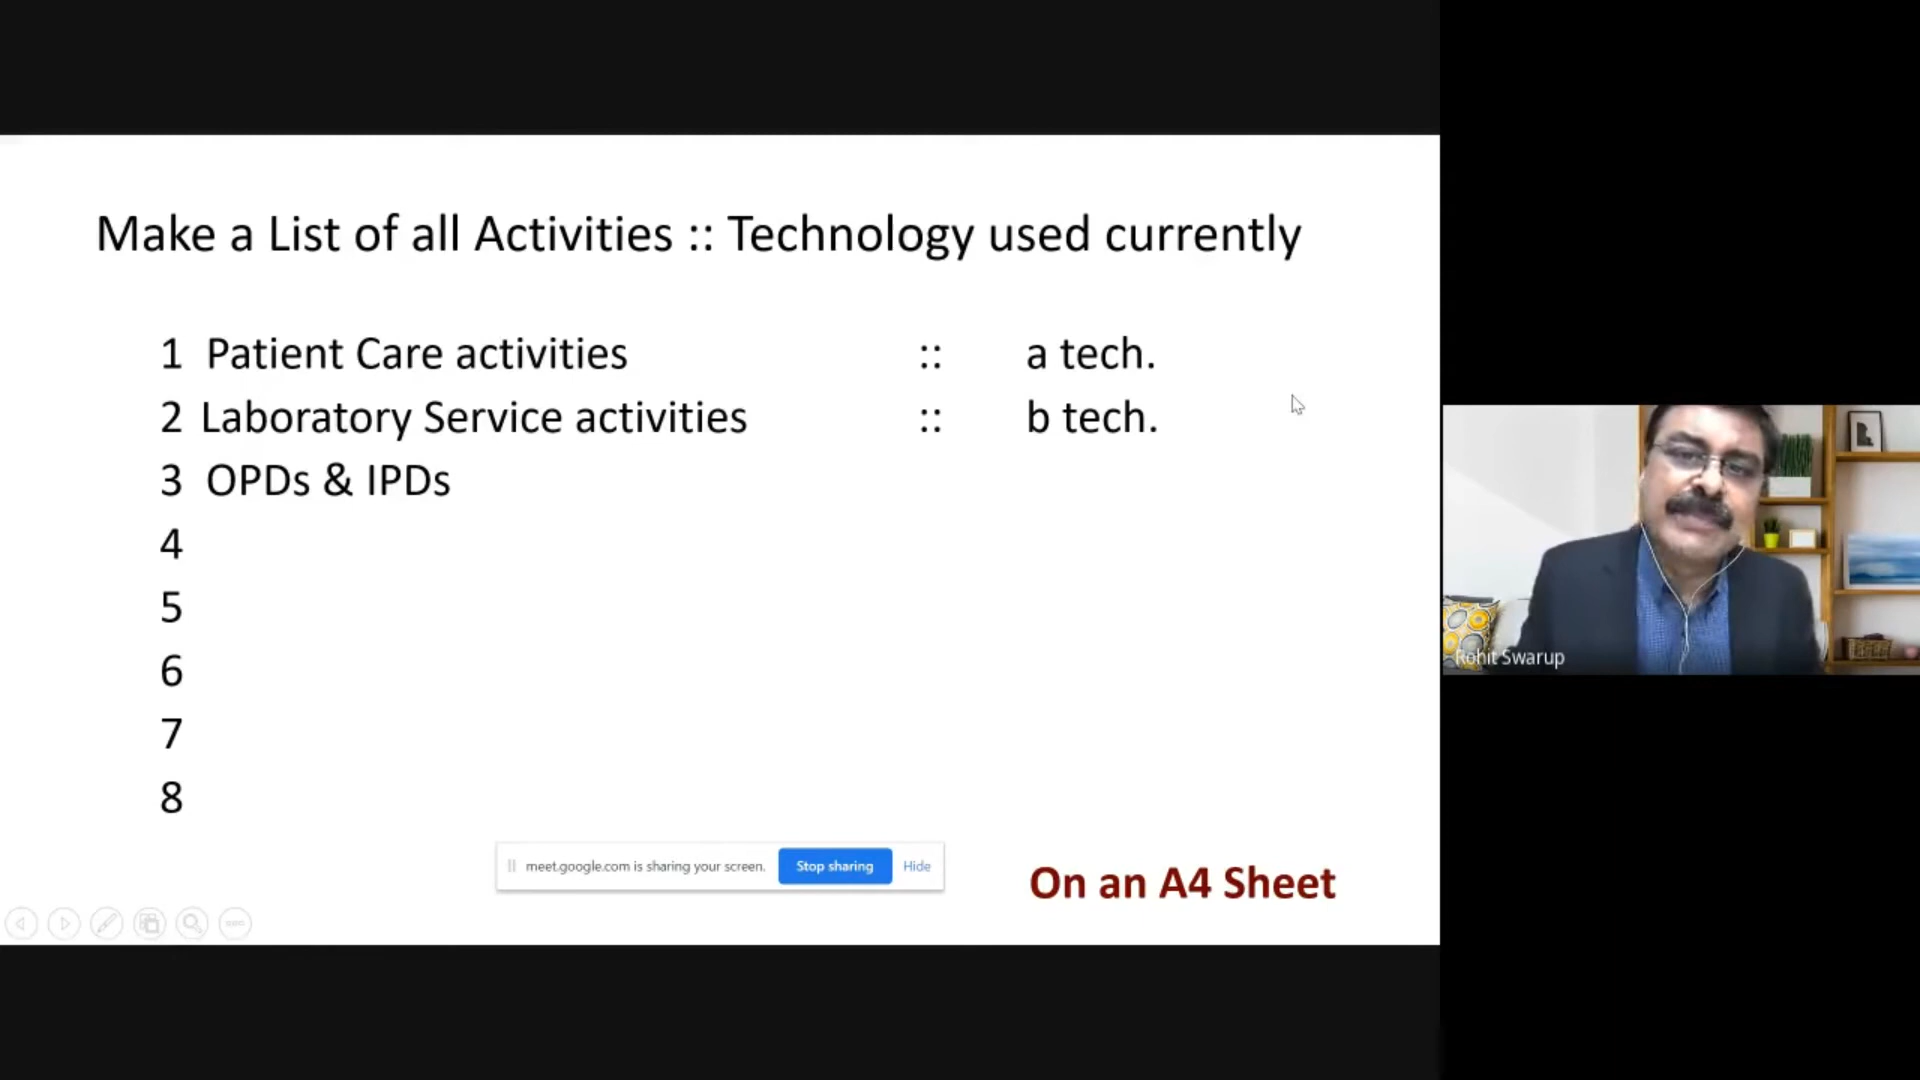 Make a List of all Activities :: Technology used currently
1 Patient Care activities :: a tech.
2 Laboratory Service activities :: b tech.
3 OPDs & IPDs
4
5
6
7
8
meet.google.com is sharing your screen. Stop sharing Hide
On an A4 Sheet
Rohit Swarup